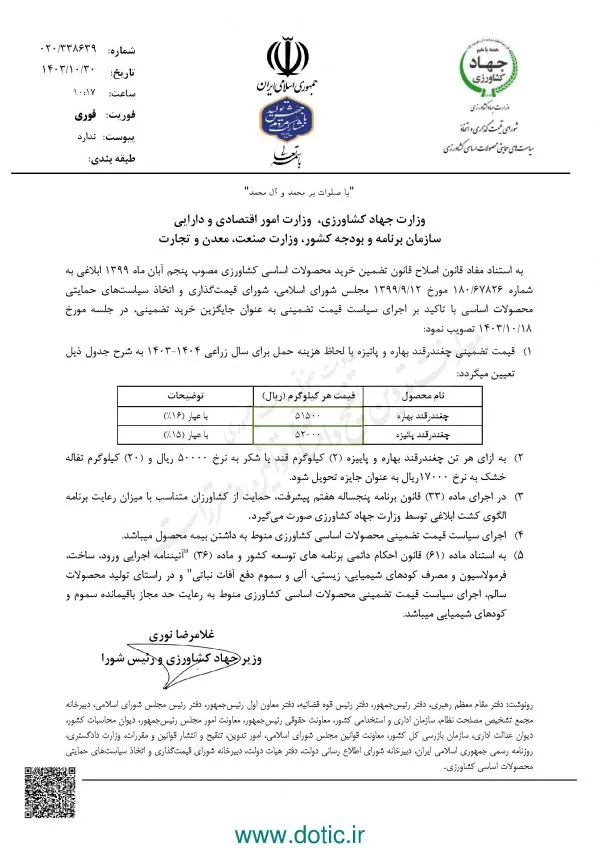 شماره: ۰۲۰/۳۳۸۶۳۹
تاریخ: ۱۴۰۳/۱۰/۳۰
ساعت: ۱۰:۱۷
فوریت: فوری
پیوست: ندارد
طبقه بندی:
جمهوری اسلامی ایران
بسمه تعالی
همه با هم
جهاد
کشاورزی
وزارت جهاد کشاورزی
شورای قیمت گذاری و اتخاذ
سیاست‌های حمایتی محصولات اساسی کشاورزی
"با صلوات بر محمد و آل محمد"
وزارت جهاد کشاورزی، وزارت امور اقتصادی و دارایی
سازمان برنامه و بودجه کشور، وزارت صنعت، معدن و تجارت
به استناد مفاد قانون اصلاح قانون تضمین خرید محصولات اساسی کشاورزی مصوب پنجم آبان ماه ۱۳۹۹ ابلاغی به
شماره ۱۸۰/۶۷۸۲۶ مورخ ۱۳۹۹/۹/۱۲ مجلس شورای اسلامی، شورای قیمت‌گذاری و اتخاذ سیاست‌های حمایتی
محصولات اساسی با تاکید بر اجرای سیاست قیمت تضمینی به عنوان جایگزین خرید تضمینی، در جلسه مورخ
۱۴۰۳/۱۰/۱۸ تصویب نمود:
۱) قیمت تضمینی چغندرقند بهاره و پائیزه با لحاظ هزینه حمل برای سال زراعی ۱۴۰۴-۱۴۰۳ به شرح جدول ذیل
تعیین میگردد:
نام محصول قیمت هر کیلوگرم (ریال) توضیحات
چغندرقند بهاره ۵۱۵۰۰ با عیار (۱۶٪)
چغندرقند پائیزه ۵۲۰۰۰ با عیار (۱۵٪)
۲) به ازای هر تن چغندرقند بهاره و پاییزه (۲) کیلوگرم قند یا شکر به نرخ ۵۰۰۰۰ ریال و (۲۰) کیلوگرم تفاله
خشک به نرخ ۱۷۰۰۰ریال به عنوان جایزه تحویل شود.
۳) در اجرای ماده (۳۳) قانون برنامه پنجساله هفتم پیشرفت، حمایت از کشاورزان متناسب با میزان رعایت برنامه
الگوی کشت ابلاغی توسط وزارت جهاد کشاورزی صورت می‌گیرد.
۴) اجرای سیاست قیمت تضمینی محصولات اساسی کشاورزی منوط به داشتن بیمه محصول میباشد.
۵) به استناد ماده (۶۱) قانون احکام دائمی برنامه های توسعه کشور و ماده (۳۶) "آئیننامه اجرایی ورود، ساخت،
فرمولاسیون و مصرف کودهای شیمیایی، زیستی، آلی و سموم دفع آفات نباتی" و در راستای تولید محصولات
سالم، اجرای سیاست قیمت تضمینی محصولات اساسی کشاورزی منوط به رعایت حد مجاز باقیمانده سموم و
کودهای شیمیایی میباشد.
غلامرضا نوری
وزیر جهاد کشاورزی و رئیس شورا
رونوشت: دفتر مقام معظم رهبری، دفتر رئیس‌جمهور، دفتر رئیس قوه قضائیه، دفتر معاون اول رئیس‌جمهور، دفتر رئیس مجلس شورای اسلامی، دبیرخانه
مجمع تشخیص مصلحت نظام، سازمان اداری و استخدامی کشور، معاونت حقوقی رئیس‌جمهور، معاونت امور مجلس رئیس جمهور، دیوان محاسبات کشور،
دیوان عدالت اداری، سازمان بازرسی کل کشور، معاونت قوانین مجلس شورای اسلامی، امور تدوین، تنقیح و انتشار قوانین و مقررات، وزارت دادگستری،
روزنامه رسمی جمهوری اسلامی ایران، دبیرخانه شورای اطلاع رسانی دولت، دفتر هیات دولت، دبیرخانه شورای قیمت‌گذاری و اتخاذ سیاست‌های حمایتی
محصولات اساسی کشاورزی.
www.dotic.ir